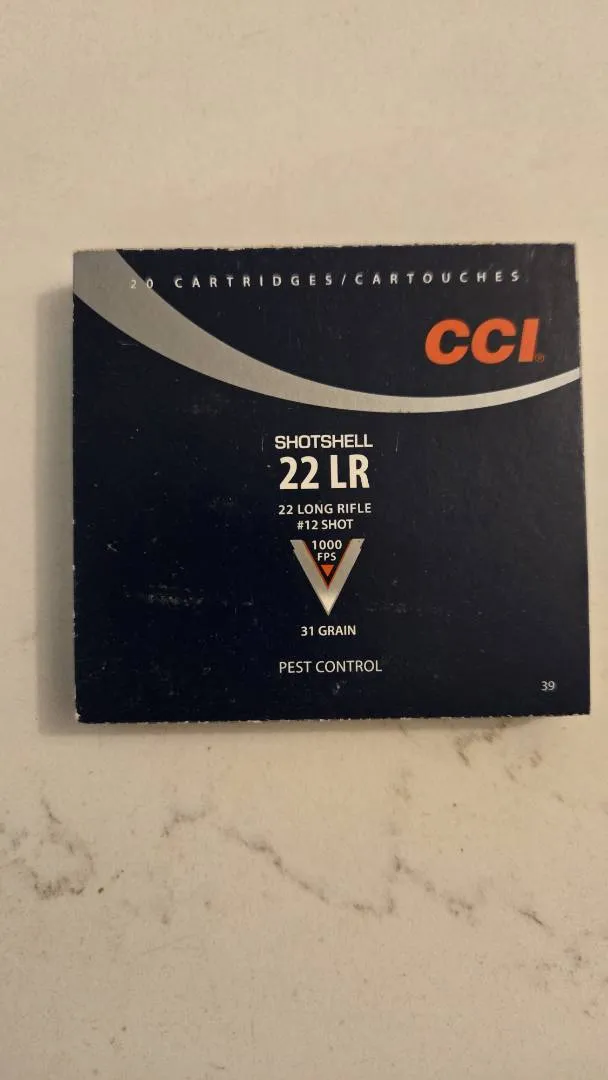 20 CARTRIDGES/CARTOUCHES
CCI®
SHOTSHELL
22 LR
22 LONG RIFLE
#12 SHOT
1000
FPS
31 GRAIN
PEST CONTROL
39